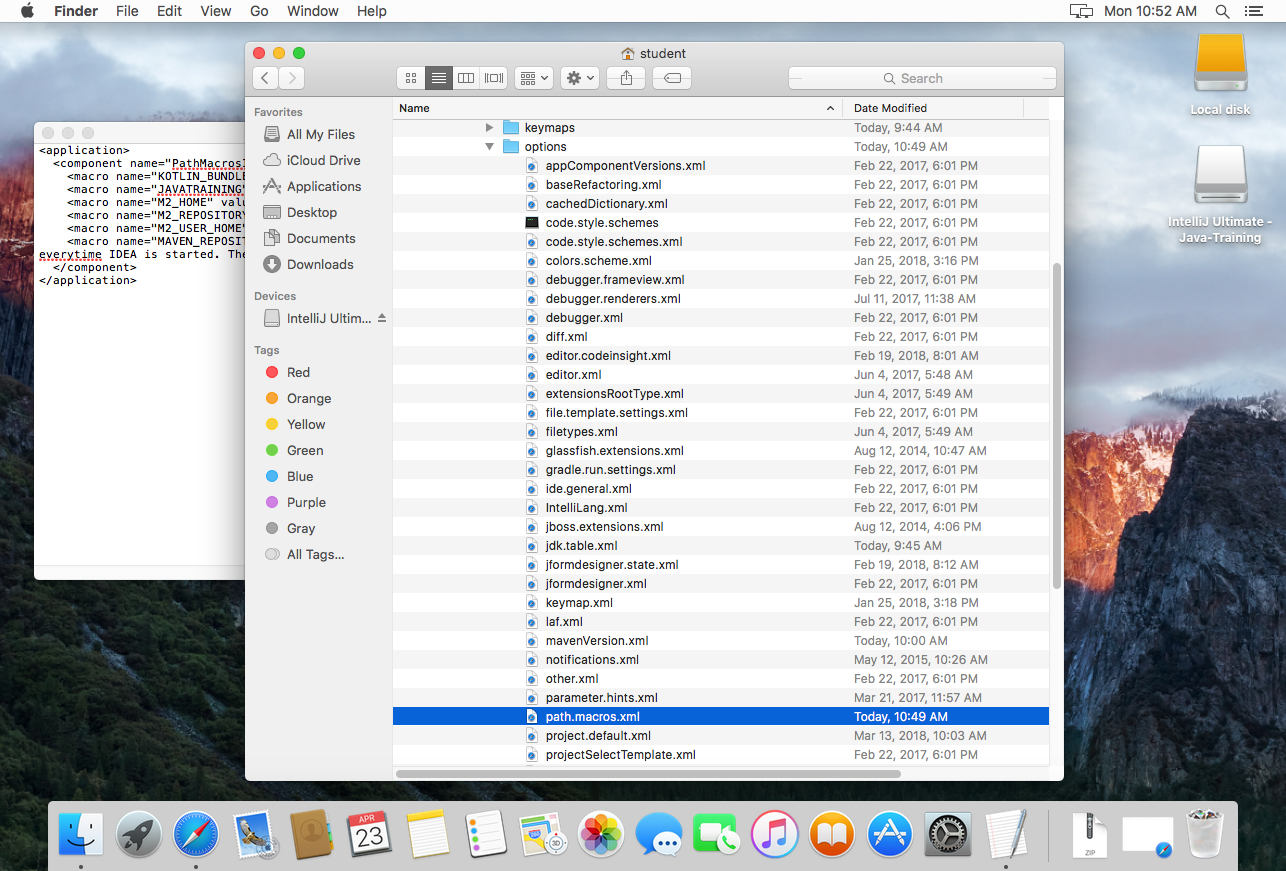 Finder File Edit View Go Window Help Mon 10:52 AM
student
Search
Favorites
All My Files
iCloud Drive
Applications
Desktop
Documents
Downloads
Devices
IntelliJ Ultim...
Tags
Red
Orange
Yellow
Green
Blue
Purple
Gray
All Tags...
Name Date Modified
keymaps Today, 9:44 AM
options Today, 10:49 AM
appComponentVersions.xml Feb 22, 2017, 6:01 PM
baseRefactoring.xml Feb 22, 2017, 6:01 PM
cachedDictionary.xml Feb 22, 2017, 6:01 PM
code.style.schemes Feb 22, 2017, 6:01 PM
code.style.schemes.xml Feb 22, 2017, 6:01 PM
colors.scheme.xml Jan 25, 2018, 3:16 PM
debugger.frameview.xml Feb 22, 2017, 6:01 PM
debugger.renderers.xml Jul 11, 2017, 11:38 AM
debugger.xml Feb 22, 2017, 6:01 PM
diff.xml Feb 22, 2017, 6:01 PM
editor.codeinsight.xml Feb 19, 2018, 8:01 AM
editor.xml Jun 4, 2017, 5:48 AM
extensionsRootType.xml Jun 4, 2017, 5:49 AM
file.template.settings.xml Feb 22, 2017, 6:01 PM
filetypes.xml Jun 4, 2017, 5:49 AM
glassfish.extensions.xml Aug 12, 2014, 10:47 AM
gradle.run.settings.xml Feb 22, 2017, 6:01 PM
ide.general.xml Feb 22, 2017, 6:01 PM
IntelliLang.xml Feb 22, 2017, 6:01 PM
jboss.extensions.xml Aug 12, 2014, 4:06 PM
jdk.table.xml Today, 9:45 AM
jformdesigner.state.xml Feb 19, 2018, 8:12 AM
jformdesigner.xml Feb 22, 2017, 6:01 PM
keymap.xml Jan 25, 2018, 3:18 PM
laf.xml Feb 22, 2017, 6:01 PM
mavenVersion.xml Today, 10:00 AM
notifications.xml May 12, 2015, 10:26 AM
other.xml Feb 22, 2017, 6:01 PM
parameter.hints.xml Mar 21, 2017, 11:57 AM
path.macros.xml Today, 10:49 AM
project.default.xml Mar 13, 2018, 10:03 AM
projectSelectTemplate.xml Feb 22, 2017, 6:01 PM
<application>
<component name="PathMacrosI
<macro name="KOTLIN_BUNDLE
<macro name="JAVATRAINING"
<macro name="M2_HOME" valu
<macro name="M2_REPOSITORY
<macro name="M2_USER_HOME"
<macro name="MAVEN_REPOSIT
everytime IDEA is started. The
</component>
</application>
Local disk
IntelliJ Ultimate -
Java-Training
APR
23
3D
ZIP